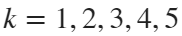 k = 1, 2, 3, 4, 5